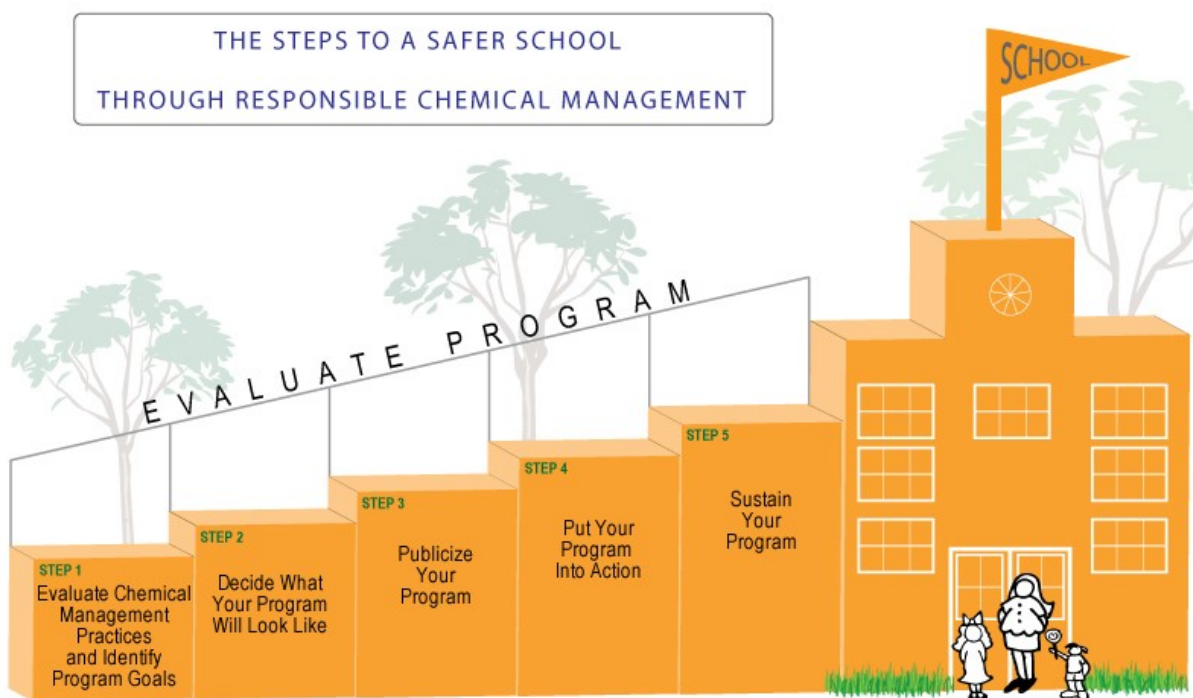 THE STEPS TO A SAFER SCHOOL
THROUGH RESPONSIBLE CHEMICAL MANAGEMENT
SCHOOL
EVALUATE PROGRAM
STEP 1
Evaluate Chemical
Management
Practices
and Identify
Program Goals
STEP 2
Decide What
Your Program
Will Look Like
STEP 3
Publicize
Your
Program
STEP 4
Put Your
Program
Into Action
STEP 5
Sustain
Your
Program